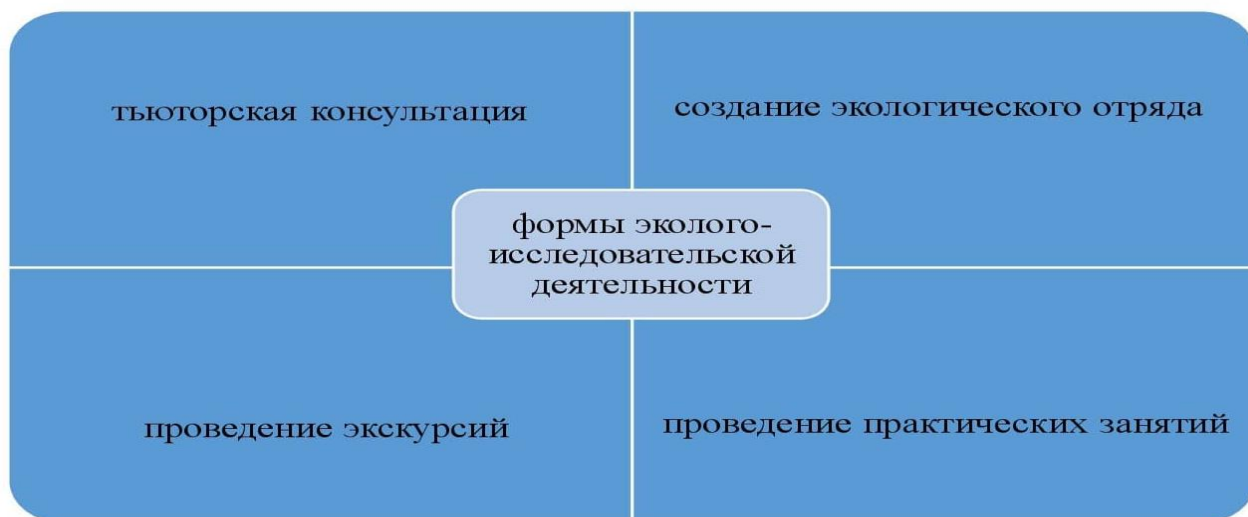 тьюторская консультация
создание экологического отряда
формы эколого-
исследовательской
деятельности
проведение экскурсий
проведение практических занятий